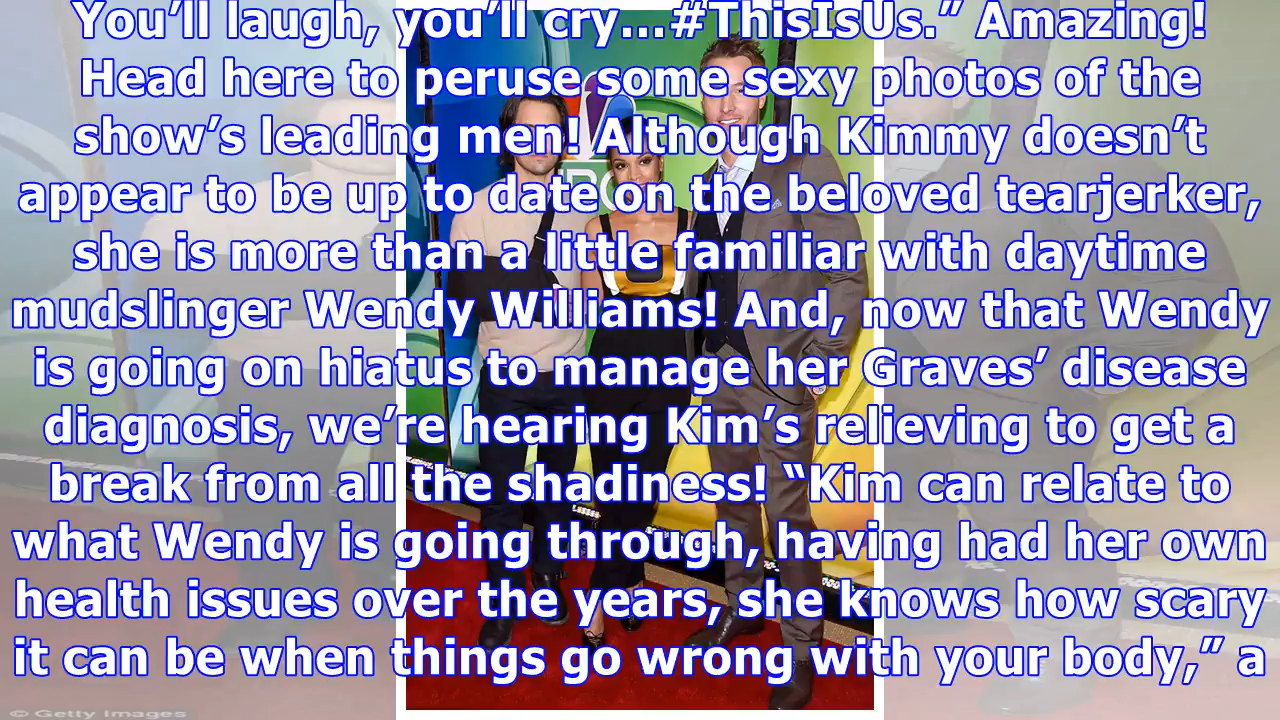 You’ll laugh, you’ll cry…#ThisIsUs.” Amazing!
Head here to peruse some sexy photos of the
show’s leading men! Although Kimmy doesn’t
appear to be up to date on the beloved tearjerker,
she is more than a little familiar with daytime
mudslinger Wendy Williams! And, now that Wendy
is going on hiatus to manage her Graves’ disease
diagnosis, we’re hearing Kim’s relieving to get a
break from all the shadiness! “Kim can relate to
what Wendy is going through, having had her own
health issues over the years, she knows how scary
it can be when things go wrong with your body,” a
© Getty Images